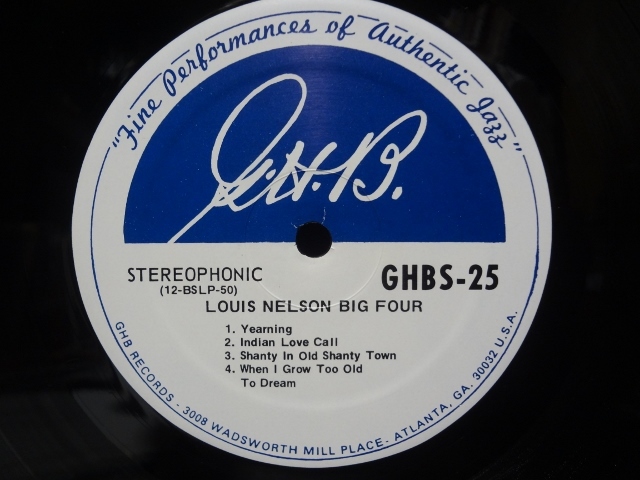 "Fine Performances of Authentic Jazz"
G.H.B.
STEREOPHONIC
(12-BSLP-50)
GHBS-25
LOUIS NELSON BIG FOUR
1. Yearning
2. Indian Love Call
3. Shanty In Old Shanty Town
4. When I Grow Too Old
To Dream
GHB RECORDS - 3008 WADSWORTH MILL PLACE - ATLANTA, GA. 30032 U.S.A.